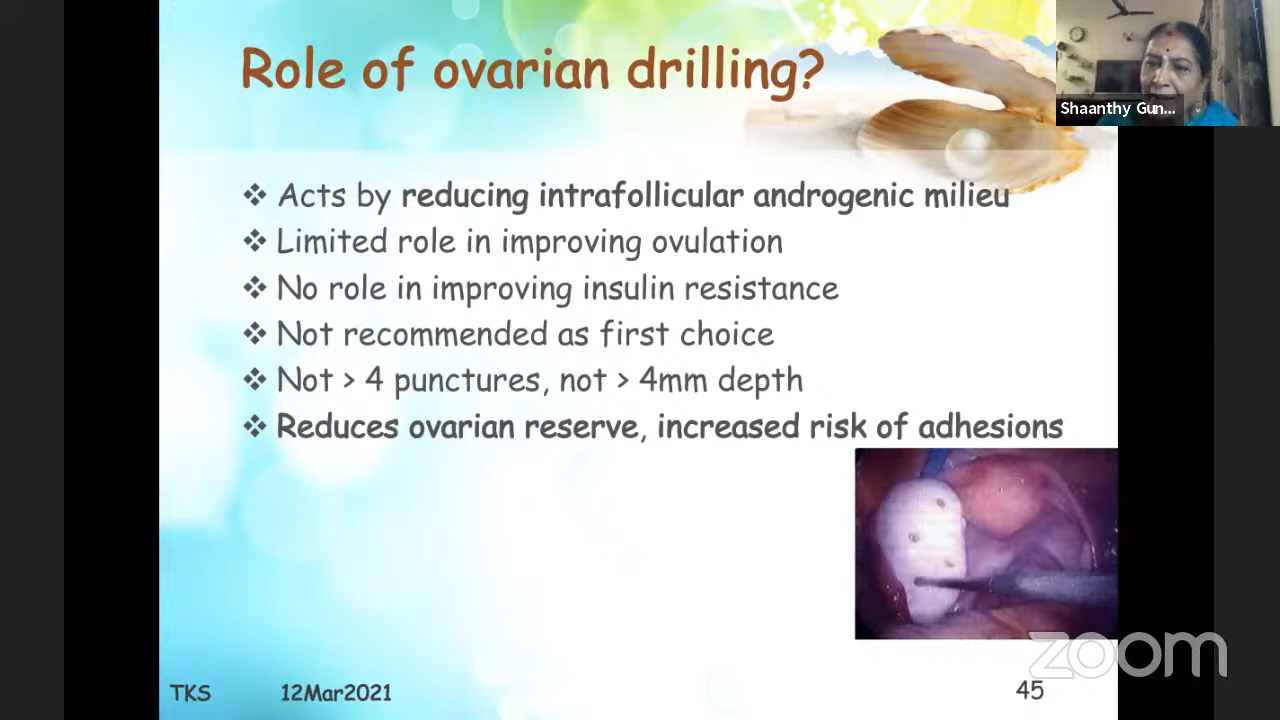 Role of ovarian drilling?
Shaanthy Gun...
❖ Acts by reducing intrafollicular androgenic milieu
❖ Limited role in improving ovulation
❖ No role in improving insulin resistance
❖ Not recommended as first choice
❖ Not > 4 punctures, not > 4mm depth
❖ Reduces ovarian reserve, increased risk of adhesions
zoom
TKS 12Mar2021 45